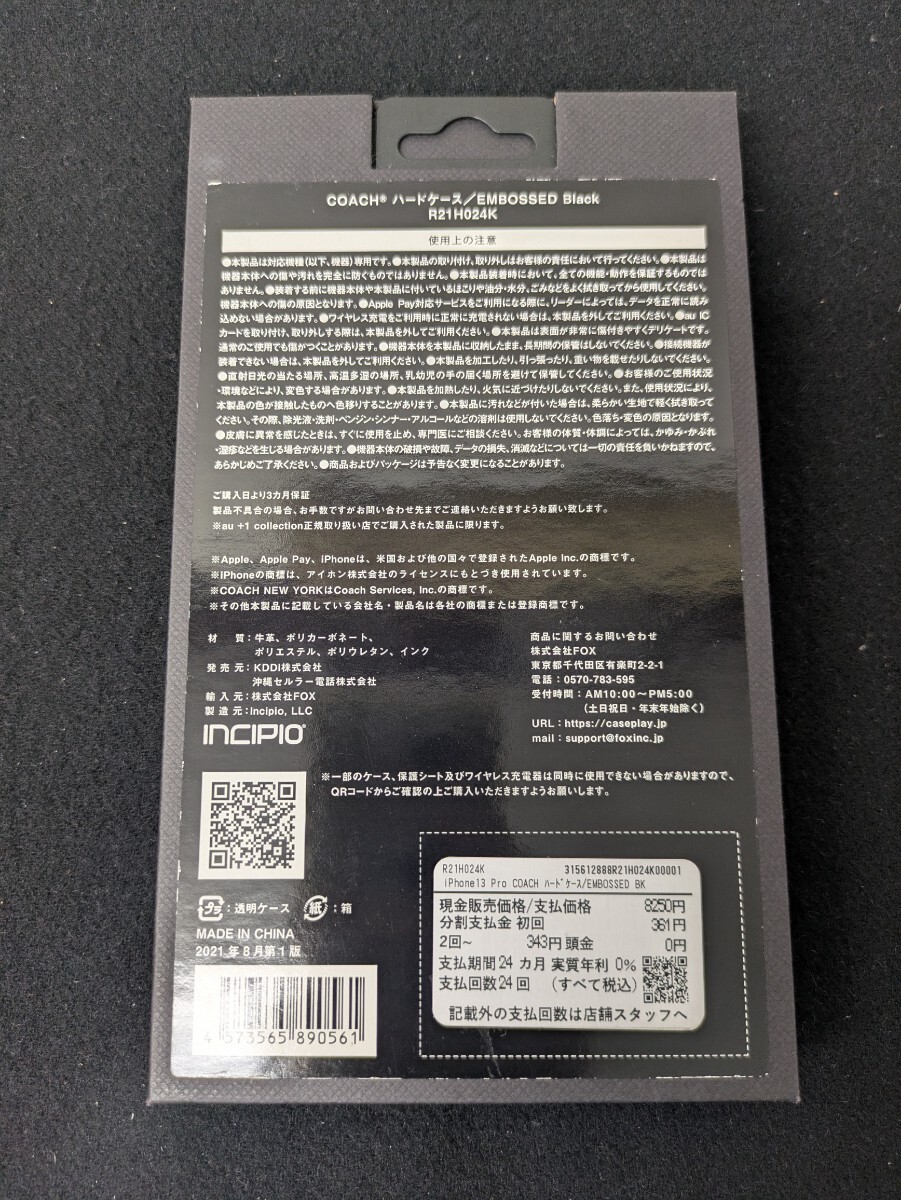 COACH® ハードケース／EMBOSSED Black
R21H024K
使用上の注意
●本製品は対応機種(以下、機器)専用です。●本製品の取り付け、取り外しはお客様の責任において行ってください。●本製品は
機器本体への傷や汚れを完全に防ぐものではありません。●本製品装着時において、全ての機能・動作を保証するものでは
ありません。●装着する前に機器本体や本製品に付いているほこりや油分・水分、ごみなどをよく拭き取ってから使用してください。
機器本体への傷の原因となります。●Apple Pay対応サービスをご利用になる際に、リーダーによっては、データを正常に読み
込めない場合があります。●ワイヤレス充電をご利用時に正常に充電されない場合は、本製品を外してご利用ください。●au IC
カードを取り付け、取り外しする際は、本製品を外してご利用ください。●本製品は表面が非常に傷付きやすくデリケートです。
通常のご使用でも傷がつくことがあります。●機器本体を本製品に収納したまま、長期間の保管はしないでください。●接続機器が
装着できない場合は、本製品を外してご利用ください。●本製品を加工したり、引っ張ったり、重い物を載せたりしないでください。
●直射日光の当たる場所、高温多湿の場所、乳幼児の手の届く場所を避けて保管してください。●お客様のご使用状況
・環境などにより、変色する場合があります。●本製品を加熱したり、火気に近づけたりしないでください。また、使用状況により、
本製品の色が接触したものへ色移りすることがあります。●本製品に汚れなどが付いた場合は、柔らかい生地で軽く拭き取って
ください。その際、除光液・洗剤・ベンジン・シンナー・アルコールなどの溶剤は使用しないでください。色落ち・変色の原因となります。
●皮膚に異常を感じたときは、すぐに使用を止め、専門医にご相談ください。お客様の体質・体調によっては、かゆみ・かぶれ
・湿疹などを生じる場合があります。●機器本体の破損や故障、データの損失、消滅などについては一切の責任を負いかねますので、
あらかじめご了承ください。●商品およびパッケージは予告なく変更になることがあります。
ご購入日より3カ月保証
製品不具合の場合、お手数ですがお問い合わせ先までご連絡いただきますようお願い致します。
※au +1 collection正規取り扱い店でご購入された製品に限ります。
※Apple、Apple Pay、iPhoneは、米国および他の国々で登録されたApple Inc.の商標です。
※iPhoneの商標は、アイホン株式会社のライセンスにもとづき使用されています。
※COACH NEW YORKはCoach Services, Inc.の商標です。
※その他本製品に記載している会社名・製品名は各社の商標または登録商標です。
材 質：牛革、ポリカーボネート、
ポリエステル、ポリウレタン、インク
発 売 元：KDDI株式会社
沖縄セルラー電話株式会社
輸 入 元：株式会社FOX
製 造 元：Incipio, LLC
INCIPIO®
商品に関するお問い合わせ
株式会社FOX
東京都千代田区有楽町2-2-1
電話：0570-783-595
受付時間：AM10:00〜PM5:00
（土日祝日・年末年始除く）
URL：https://caseplay.jp
mail：support@foxinc.jp
※一部のケース、保護シート及びワイヤレス充電器は同時に使用できない場合がありますので、
QRコードからご確認の上ご購入いただきますようお願いします。
プラ：透明ケース 紙：箱
MADE IN CHINA
2021年8月第1版
4 573565 890561
R21H024K 315612888R21H024K00001
iPhone13 Pro COACH ﾊｰﾄﾞｹｰｽ/EMBOSSED BK
現金販売価格/支払価格 8250円
分割支払金 初回 361円
2回~ 343円 頭金 0円
支払期間24 カ月 実質年利 0%
支払回数24 回 (すべて税込)
記載外の支払回数は店舗スタッフへ